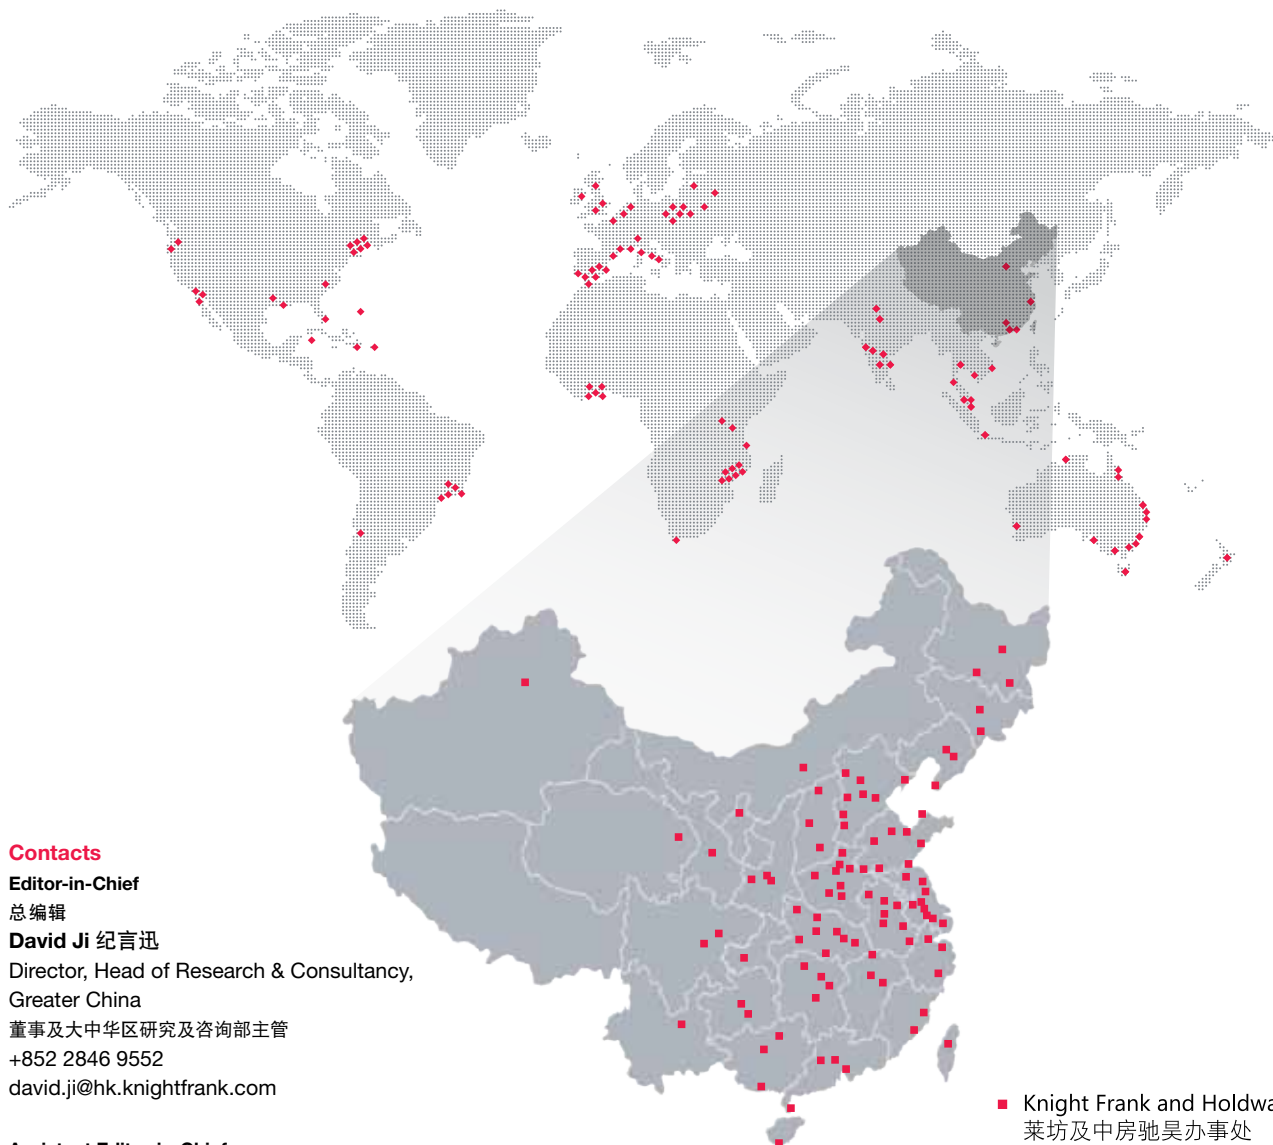 Contacts
Editor-in-Chief
总编辑
David Ji 纪言迅
Director, Head of Research & Consultancy,
Greater China
董事及大中华区研究及咨询部主管
+852 2846 9552
david.ji@hk.knightfrank.com
Knight Frank and Holdwa
莱坊及中房驰昊办事处